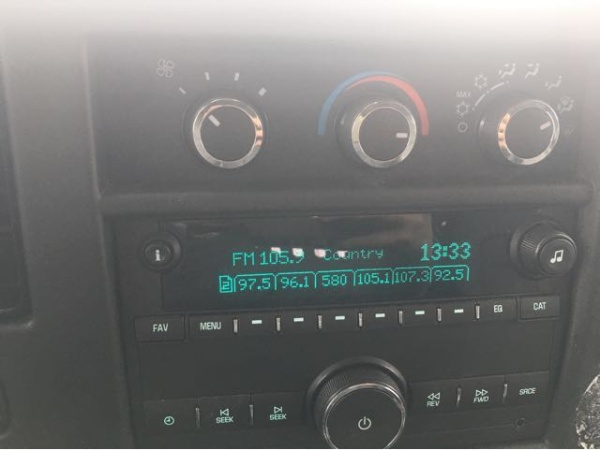 MAX
FM 105.9 Country 13:33
2 97.5 96.1 580 105.1 107.3 92.5
FAV MENU EQ CAT
SEEK SEEK REV FWD SRCE